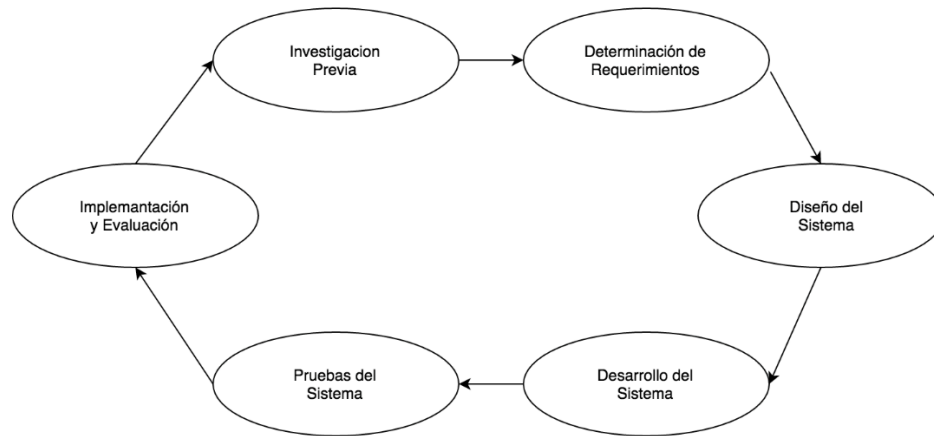 Investigacion
Previa
Determinación de
Requerimientos
Diseño del
Sistema
Desarrollo del
Sistema
Pruebas del
Sistema
Implemantación
y Evaluación